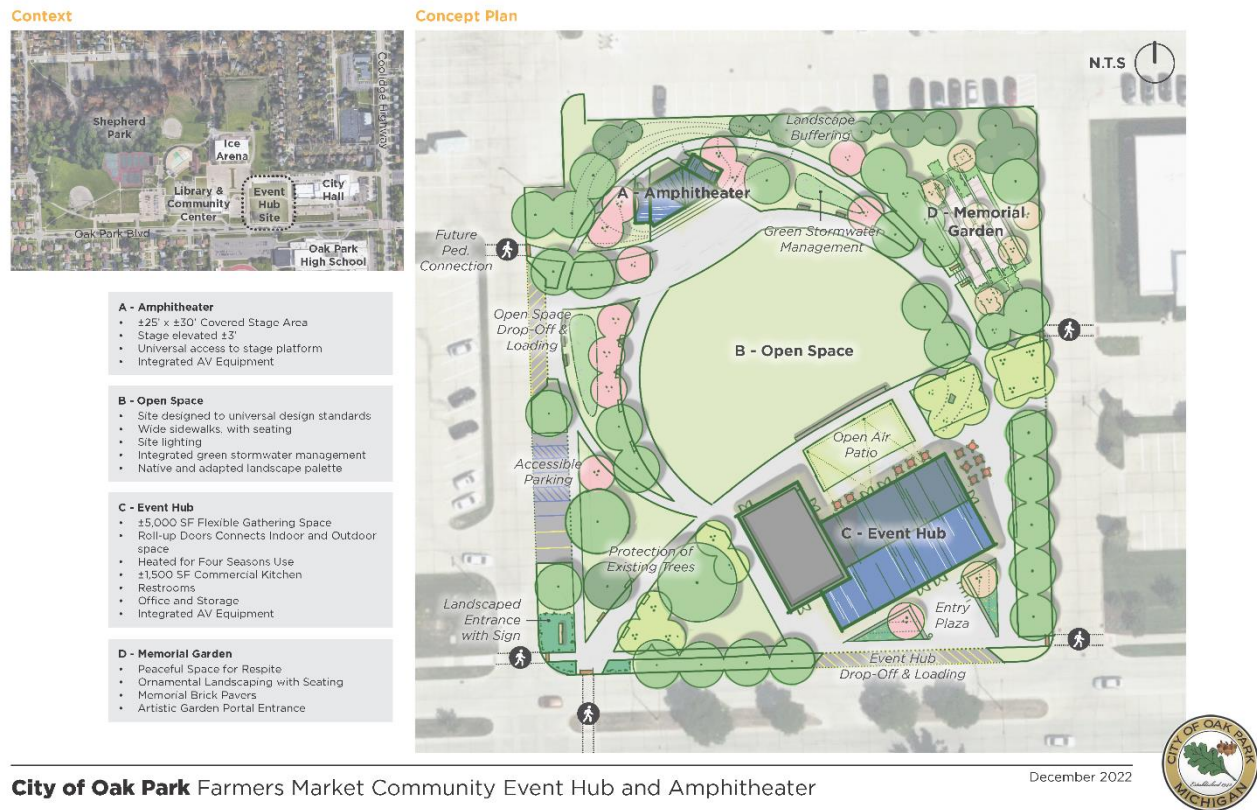 Context
Shepherd
Park
Ice
Arena
Library &
Community
Center
Event
Hub
Site
City
Hall
Coolidge Highway
Oak Park Blvd
Oak Park
High School
A - Amphitheater
• ±25' x ±30' Covered Stage Area
• Stage elevated ±3'
• Universal access to stage platform
• Integrated AV Equipment
B - Open Space
• Site designed to universal design standards
• Wide sidewalks, with seating
• Site lighting
• Integrated green stormwater management
• Native and adapted landscape palette
C - Event Hub
• ±5,000 SF Flexible Gathering Space
• Roll-up Doors Connects Indoor and Outdoor
space
• Heated for Four Seasons Use
• ±1,500 SF Commercial Kitchen
• Restrooms
• Office and Storage
• Integrated AV Equipment
D - Memorial Garden
• Peaceful Space for Respite
• Ornamental Landscaping with Seating
• Memorial Brick Pavers
• Artistic Garden Portal Entrance
Concept Plan
N.T.S
Landscape
Buffering
A - Amphitheater
D - Memorial
Garden
Green Stormwater
Management
Future
Ped.
Connection
Open Space
Drop-Off &
Loading
B - Open Space
Open Air
Patio
Accessible
Parking
C - Event Hub
Protection of
Existing Trees
Landscaped
Entrance
with Sign
Entry
Plaza
Event Hub
Drop-Off & Loading
City of Oak Park Farmers Market Community Event Hub and Amphitheater
December 2022
CITY OF OAK PARK
MICHIGAN